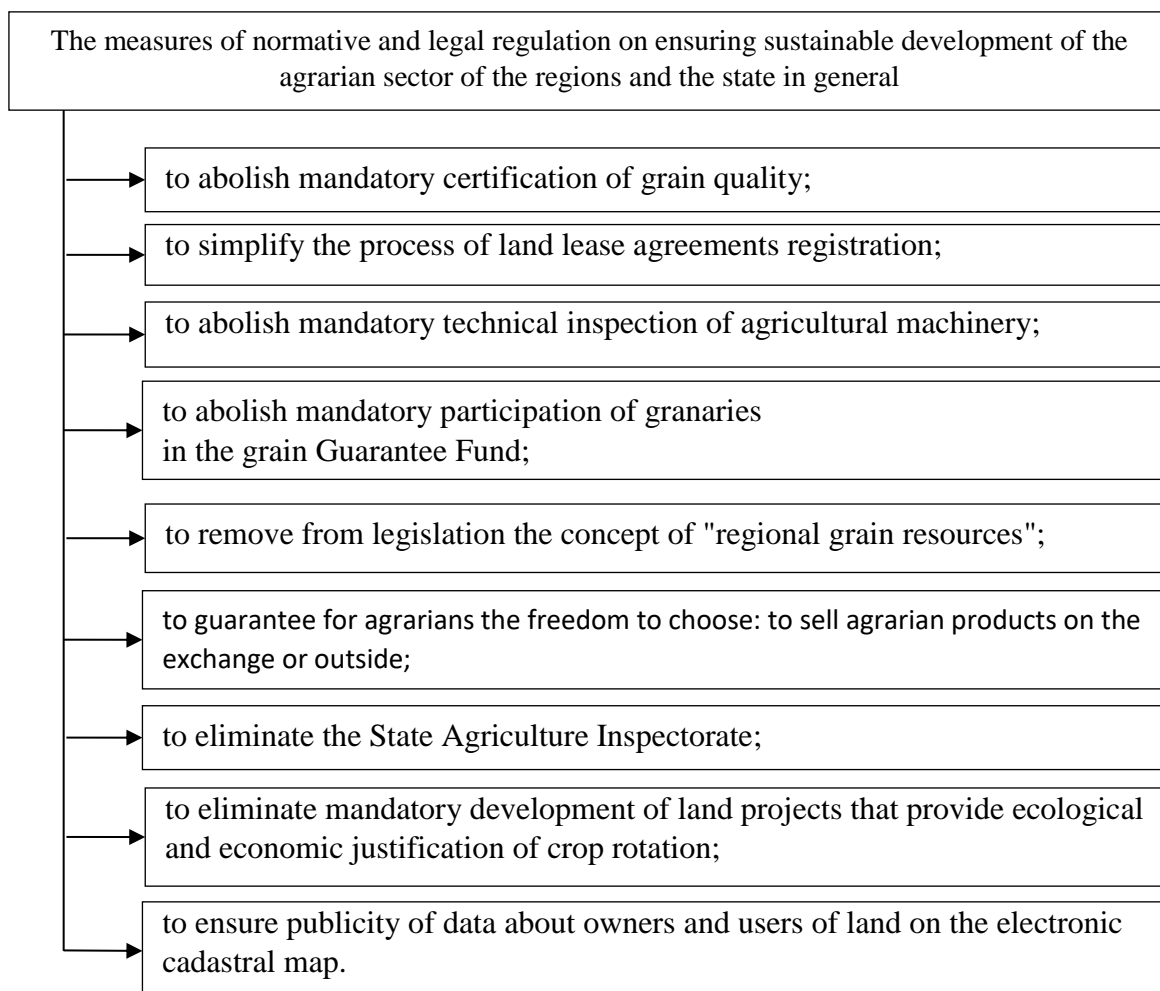 The measures of normative and legal regulation on ensuring sustainable development of the
agrarian sector of the regions and the state in general
to abolish mandatory certification of grain quality;
to simplify the process of land lease agreements registration;
to abolish mandatory technical inspection of agricultural machinery;
to abolish mandatory participation of granaries
in the grain Guarantee Fund;
to remove from legislation the concept of "regional grain resources";
to guarantee for agrarians the freedom to choose: to sell agrarian products on the
exchange or outside;
to eliminate the State Agriculture Inspectorate;
to eliminate mandatory development of land projects that provide ecological
and economic justification of crop rotation;
to ensure publicity of data about owners and users of land on the electronic
cadastral map.